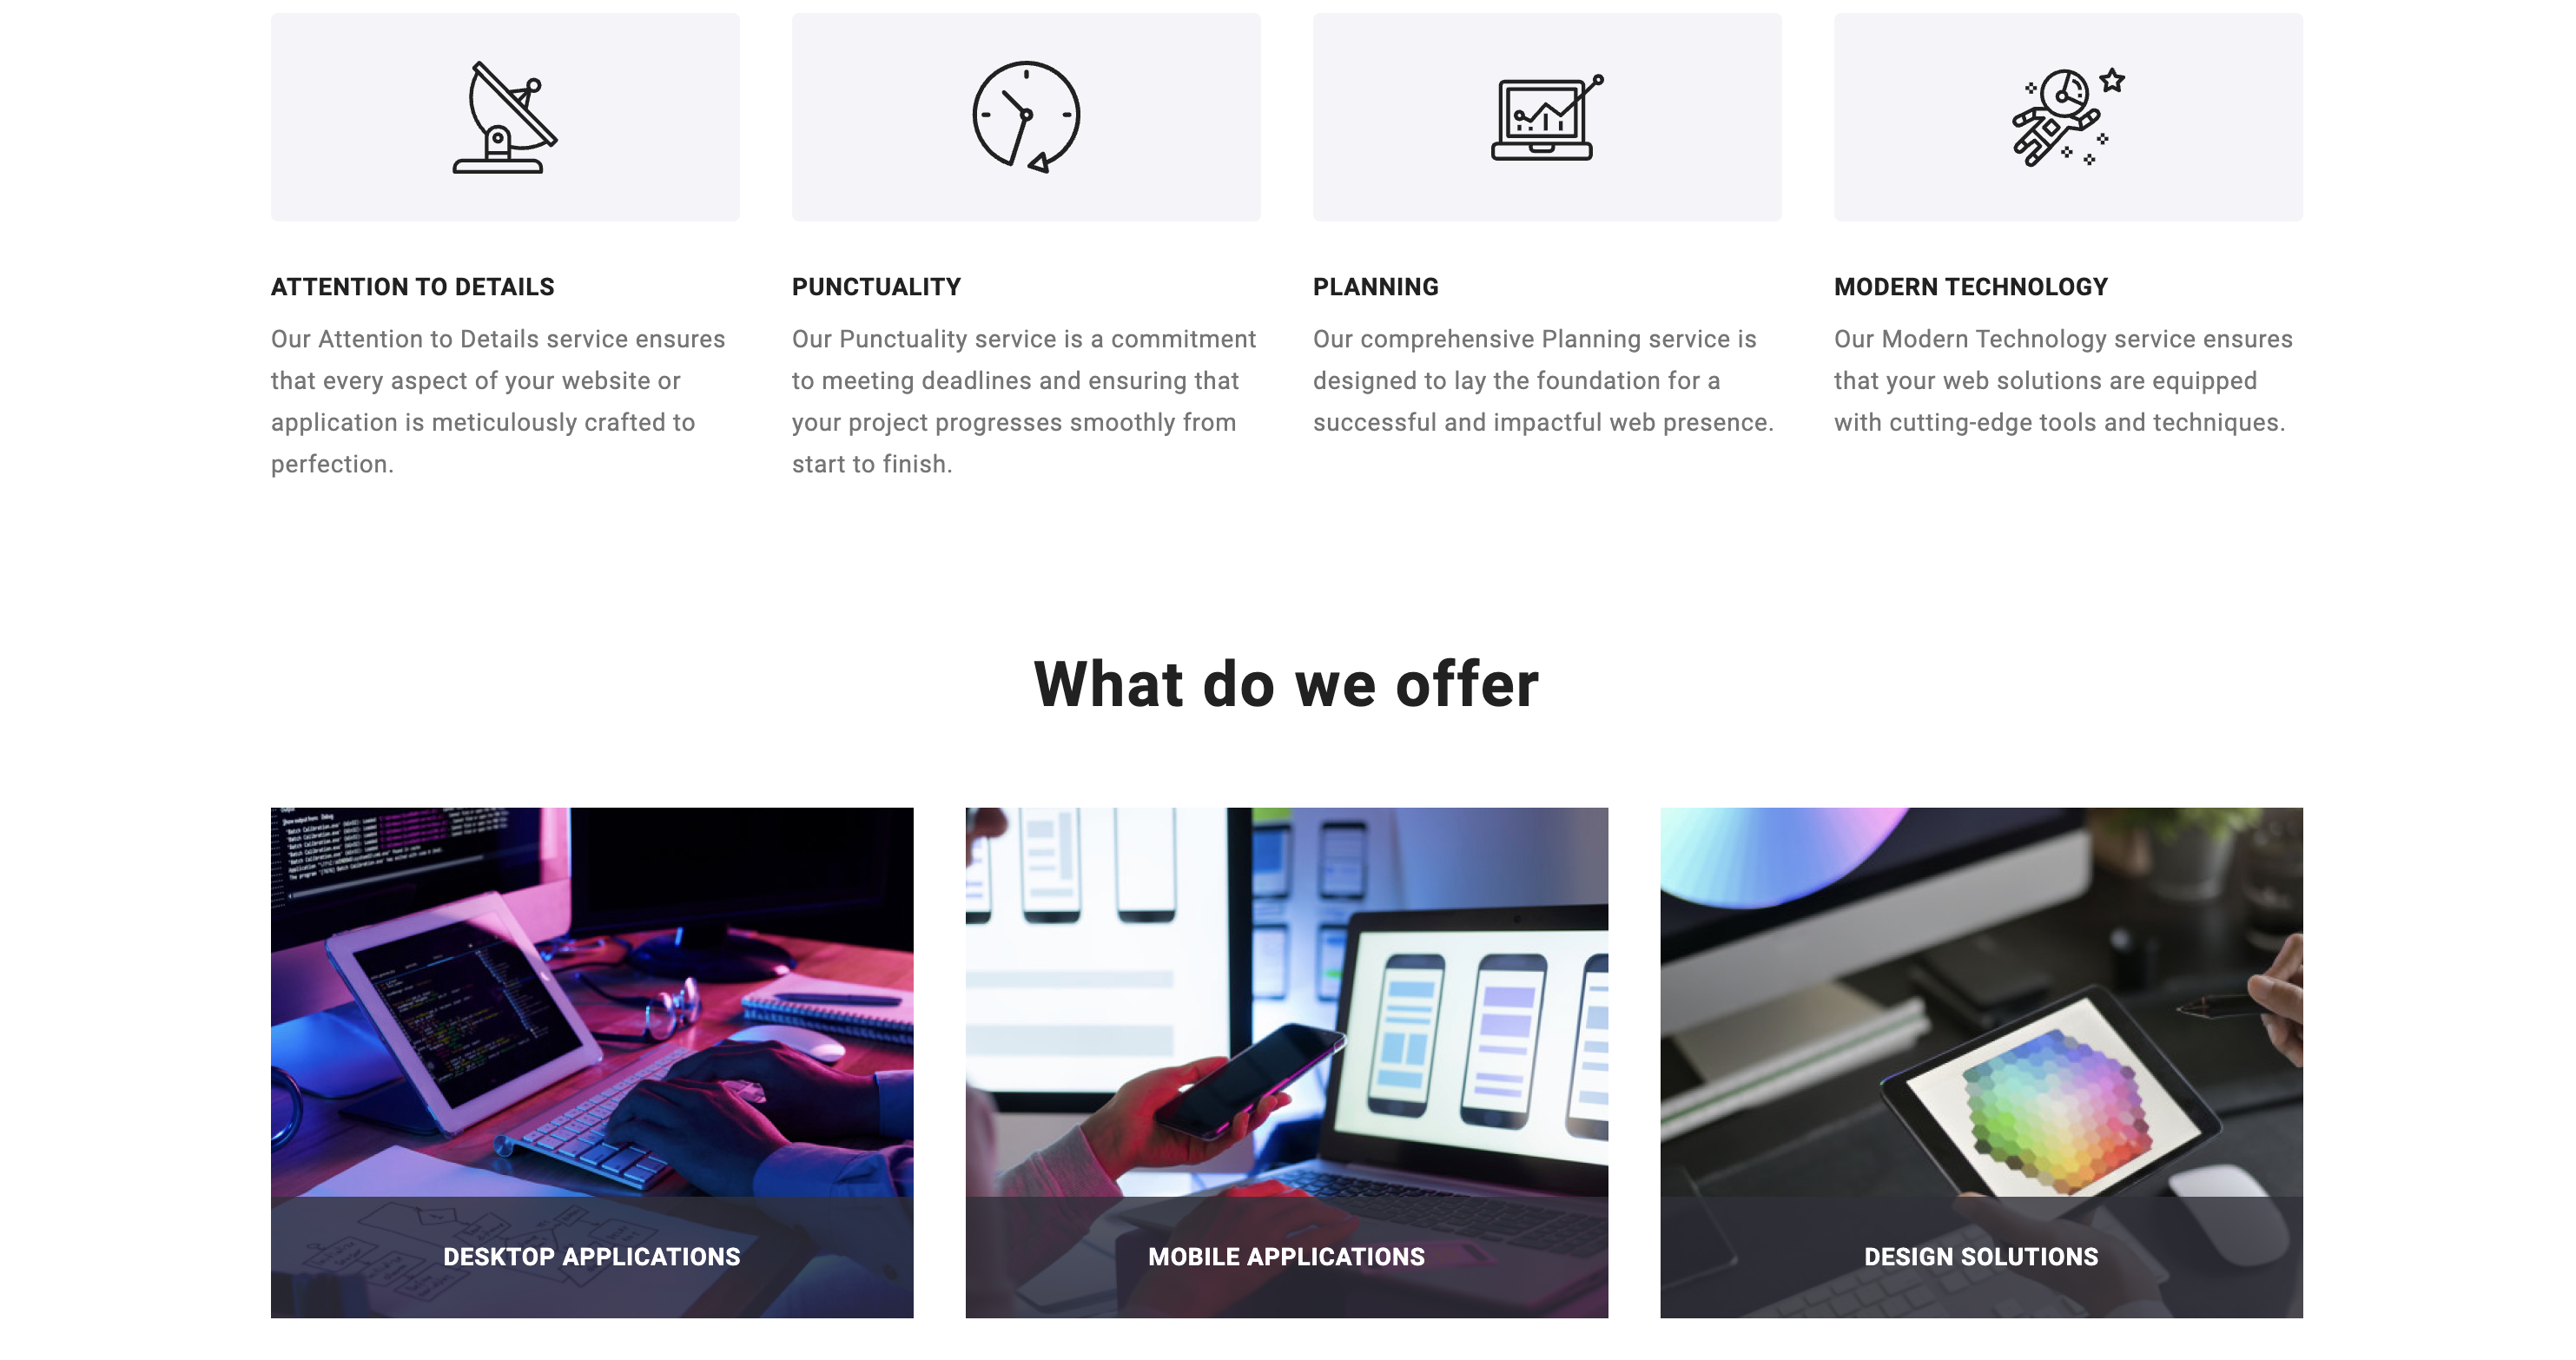 ATTENTION TO DETAILS
Our Attention to Details service ensures
that every aspect of your website or
application is meticulously crafted to
perfection.
PUNCTUALITY
Our Punctuality service is a commitment
to meeting deadlines and ensuring that
your project progresses smoothly from
start to finish.
PLANNING
Our comprehensive Planning service is
designed to lay the foundation for a
successful and impactful web presence.
MODERN TECHNOLOGY
Our Modern Technology service ensures
that your web solutions are equipped
with cutting-edge tools and techniques.
What do we offer
DESKTOP APPLICATIONS
MOBILE APPLICATIONS
DESIGN SOLUTIONS